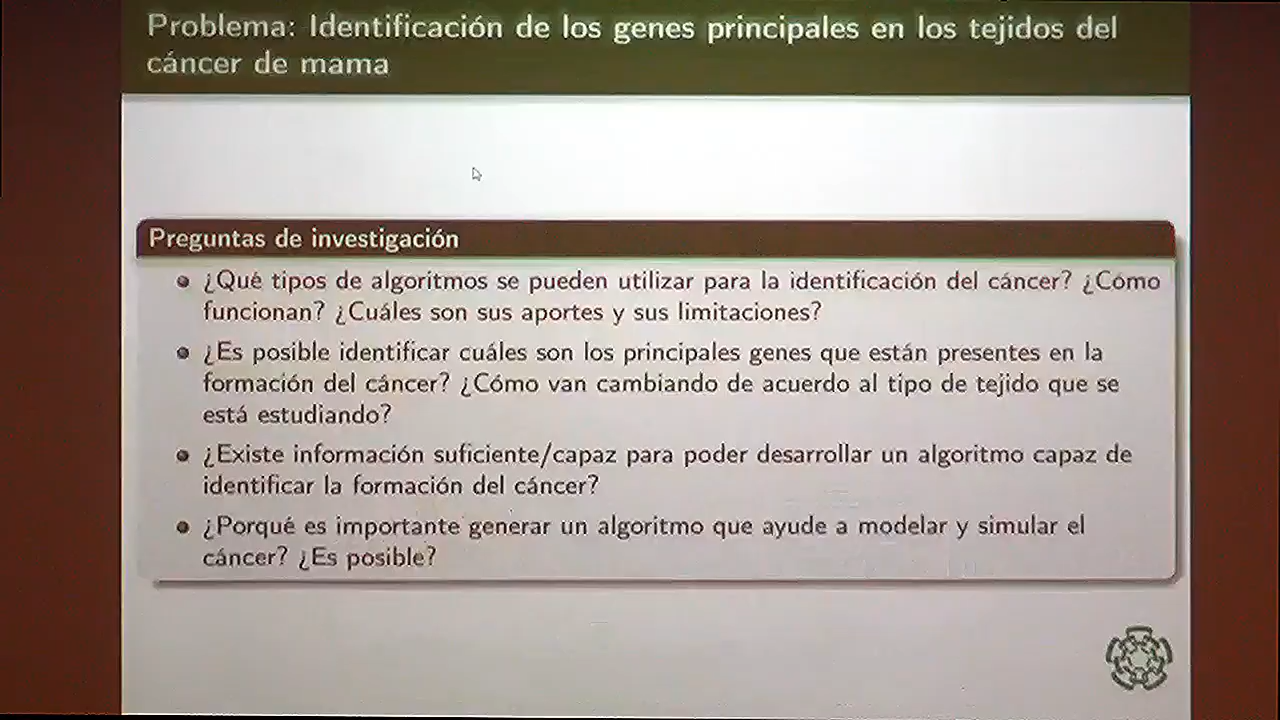 Problema: Identificación de los genes principales en los tejidos del
cáncer de mama
Preguntas de investigación
¿Qué tipos de algoritmos se pueden utilizar para la identificación del cáncer? ¿Cómo
funcionan? ¿Cuáles son sus aportes y sus limitaciones?
¿Es posible identificar cuáles son los principales genes que están presentes en la
formación del cáncer? ¿Cómo van cambiando de acuerdo al tipo de tejido que se
está estudiando?
¿Existe información suficiente/capaz para poder desarrollar un algoritmo capaz de
identificar la formación del cáncer?
¿Porqué es importante generar un algoritmo que ayude a modelar y simular el
cáncer? ¿Es posible?